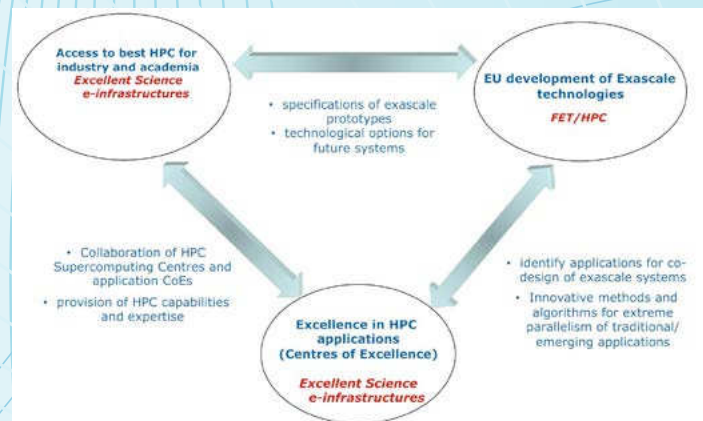 Access to best HPC for
industry and academia
Excellent Science
e-infrastructures
EU development of Exascale
technologies
FET/HPC
• specifications of exascale
prototypes
• technological options for
future systems
• Collaboration of HPC
Supercomputing Centres and
application CoEs
• provision of HPC capabilities
and expertise
• identify applications for co-
design of exascale systems
• Innovative methods and
algorithms for extreme
parallelism of traditional/
emerging applications
Excellence in HPC
applications
(Centres of Excellence)
Excellent Science
e-infrastructures